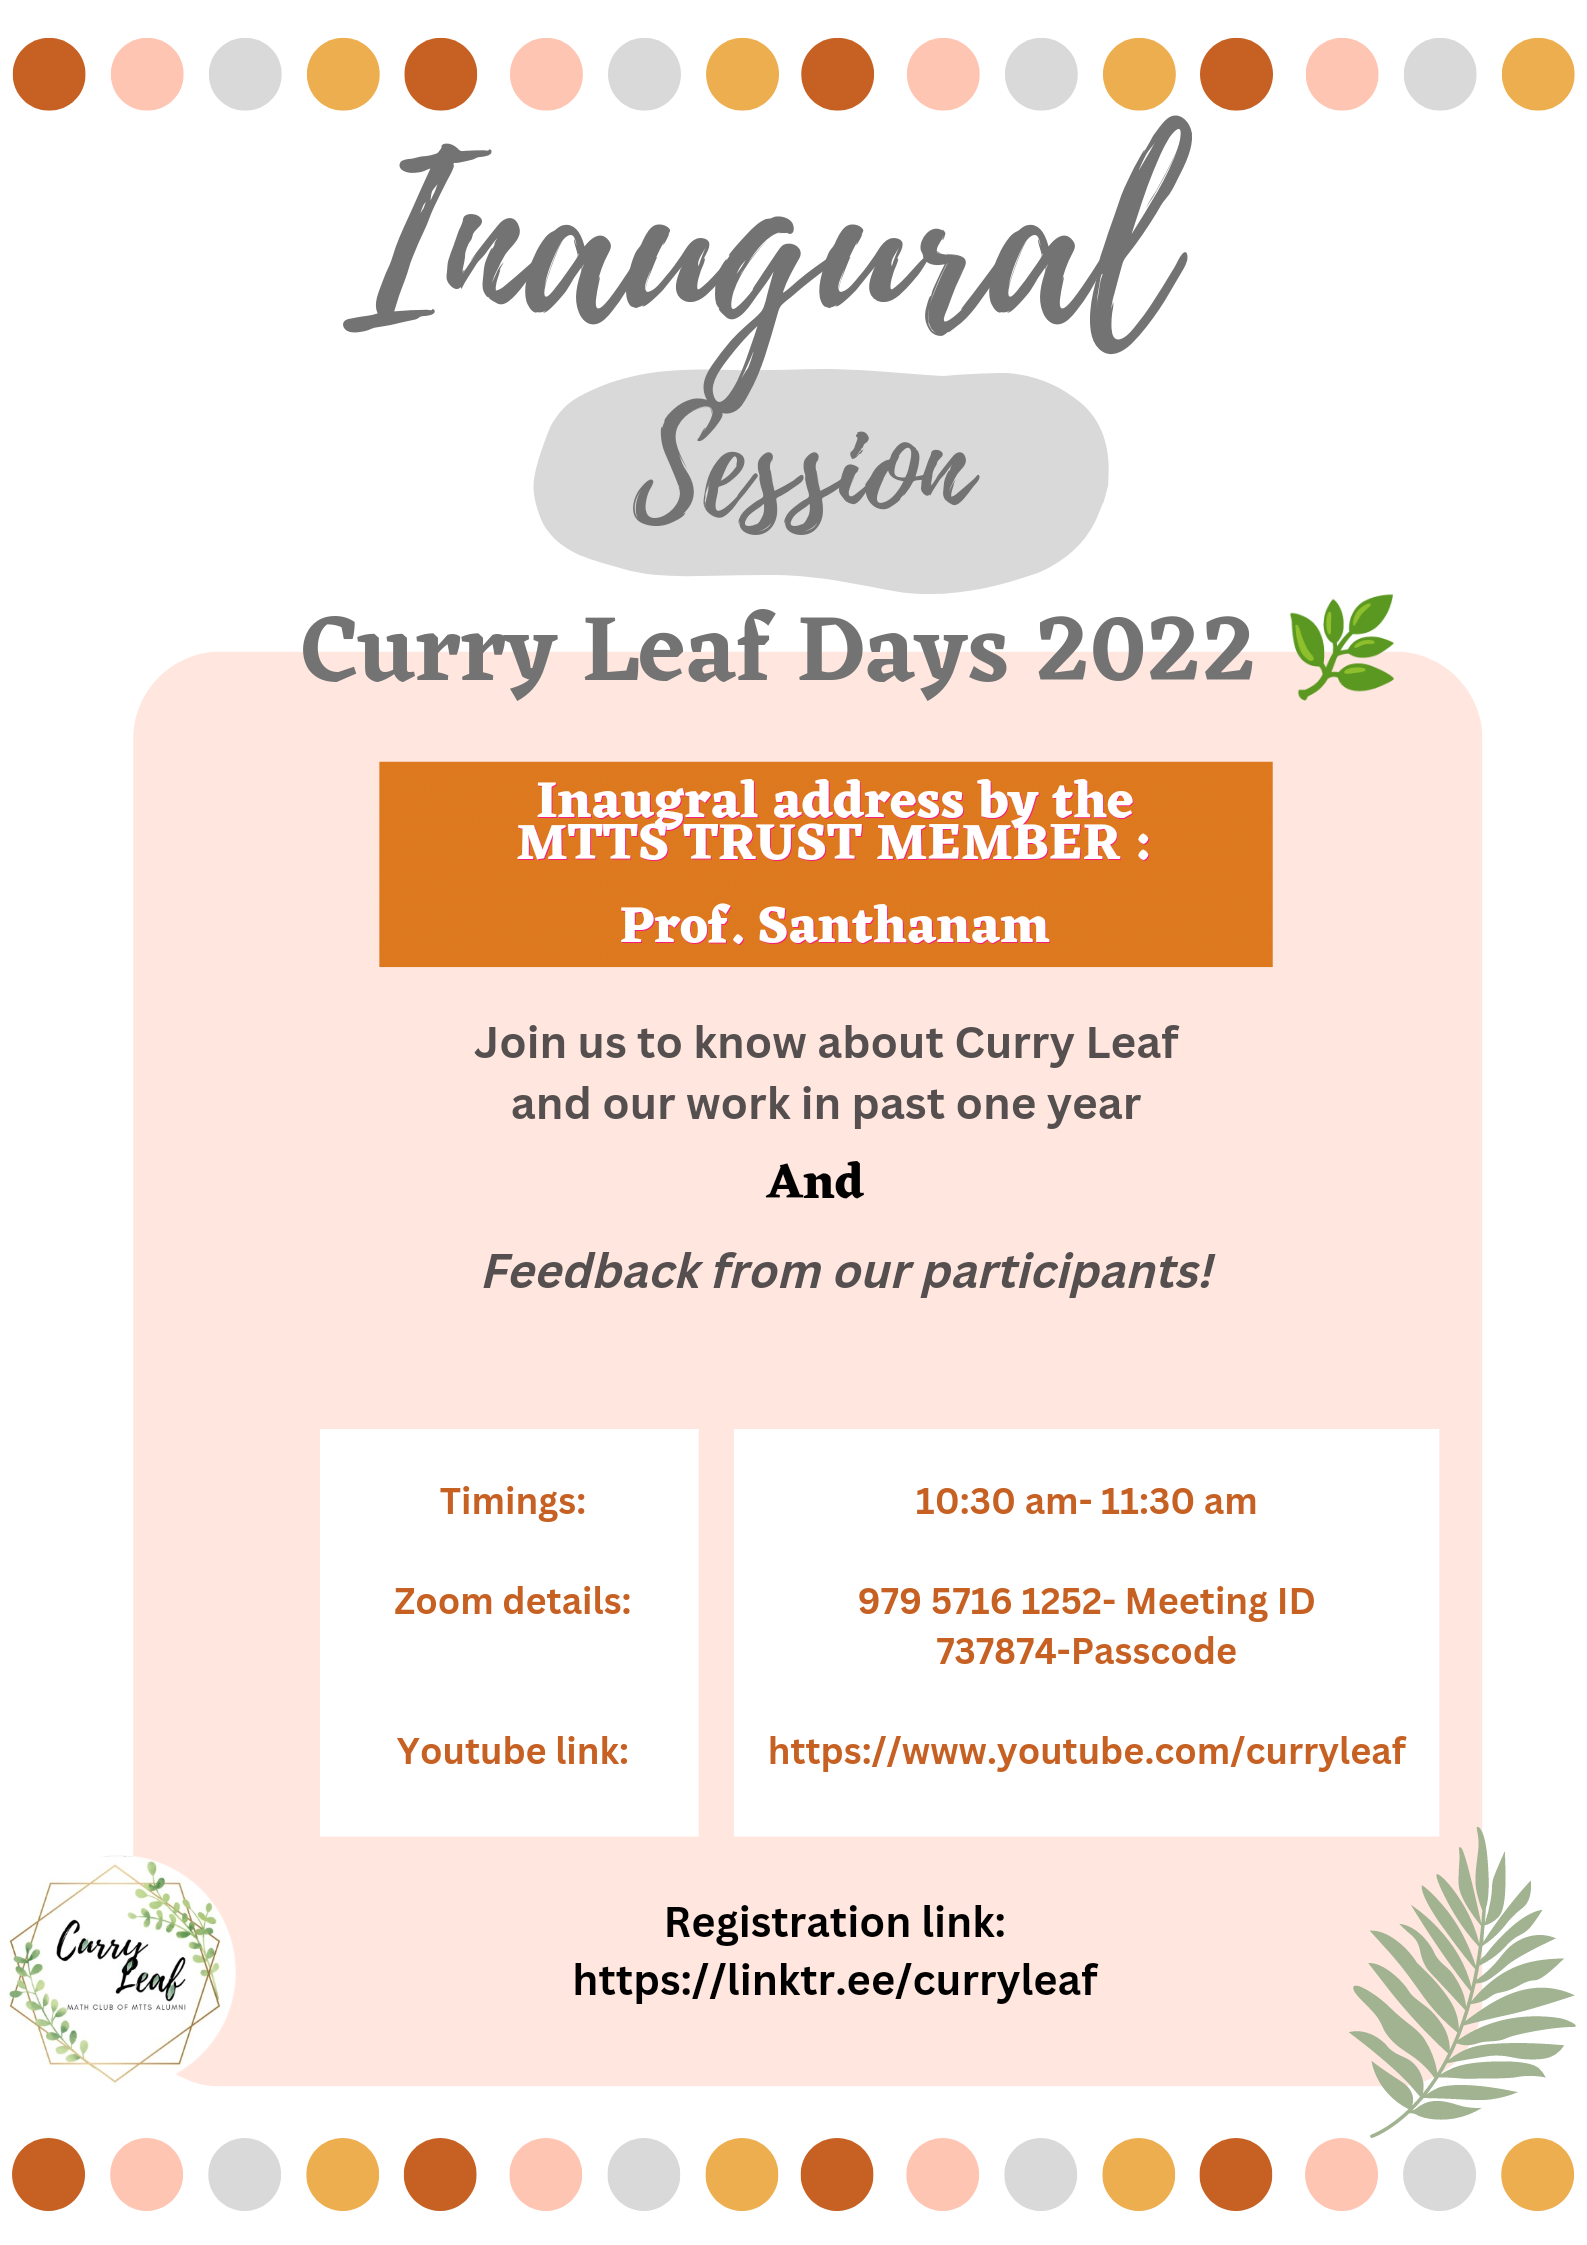 Inaugural
Session
Curry Leaf Days 2022
Inaugral address by the
MTTS TRUST MEMBER :
Prof. Santhanam
Join us to know about Curry Leaf
and our work in past one year
And
Feedback from our participants!
Timings:
10:30 am- 11:30 am
Zoom details:
979 5716 1252- Meeting ID
737874-Passcode
Youtube link:
https://www.youtube.com/curryleaf
Registration link:
https://linktr.ee/curryleaf
Curry
Leaf
MATH CLUB OF MTTS ALUMNI